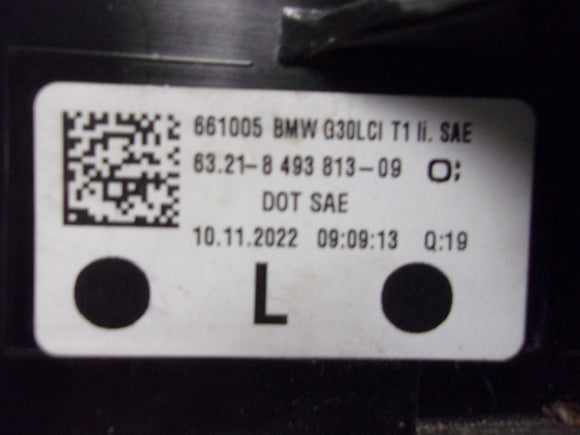 661005 BMW G30LCI T1 li. SAE
63.21-8 493 813-09 O;
DOT SAE
10.11.2022 09:09:13 Q:19
L